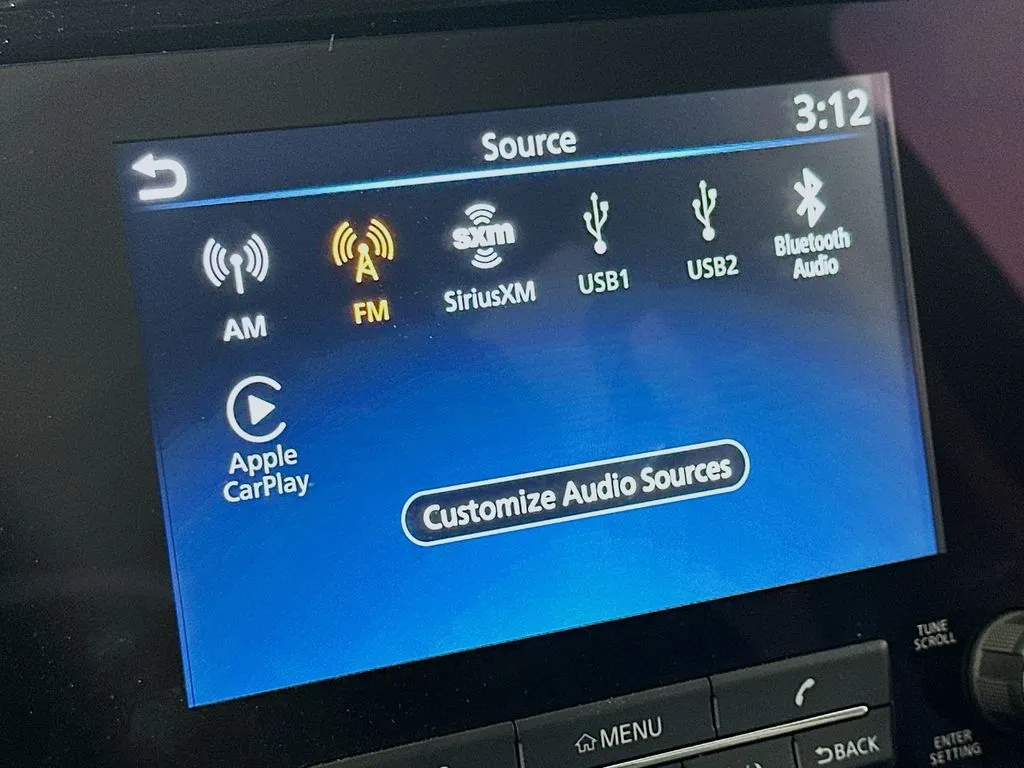 Source
3:12
AM
FM
sxm
SiriusXM
USB1
USB2
Bluetooth
Audio
Apple
CarPlay
Customize Audio Sources
TUNE
SCROLL
MENU
BACK
ENTER
SETTING